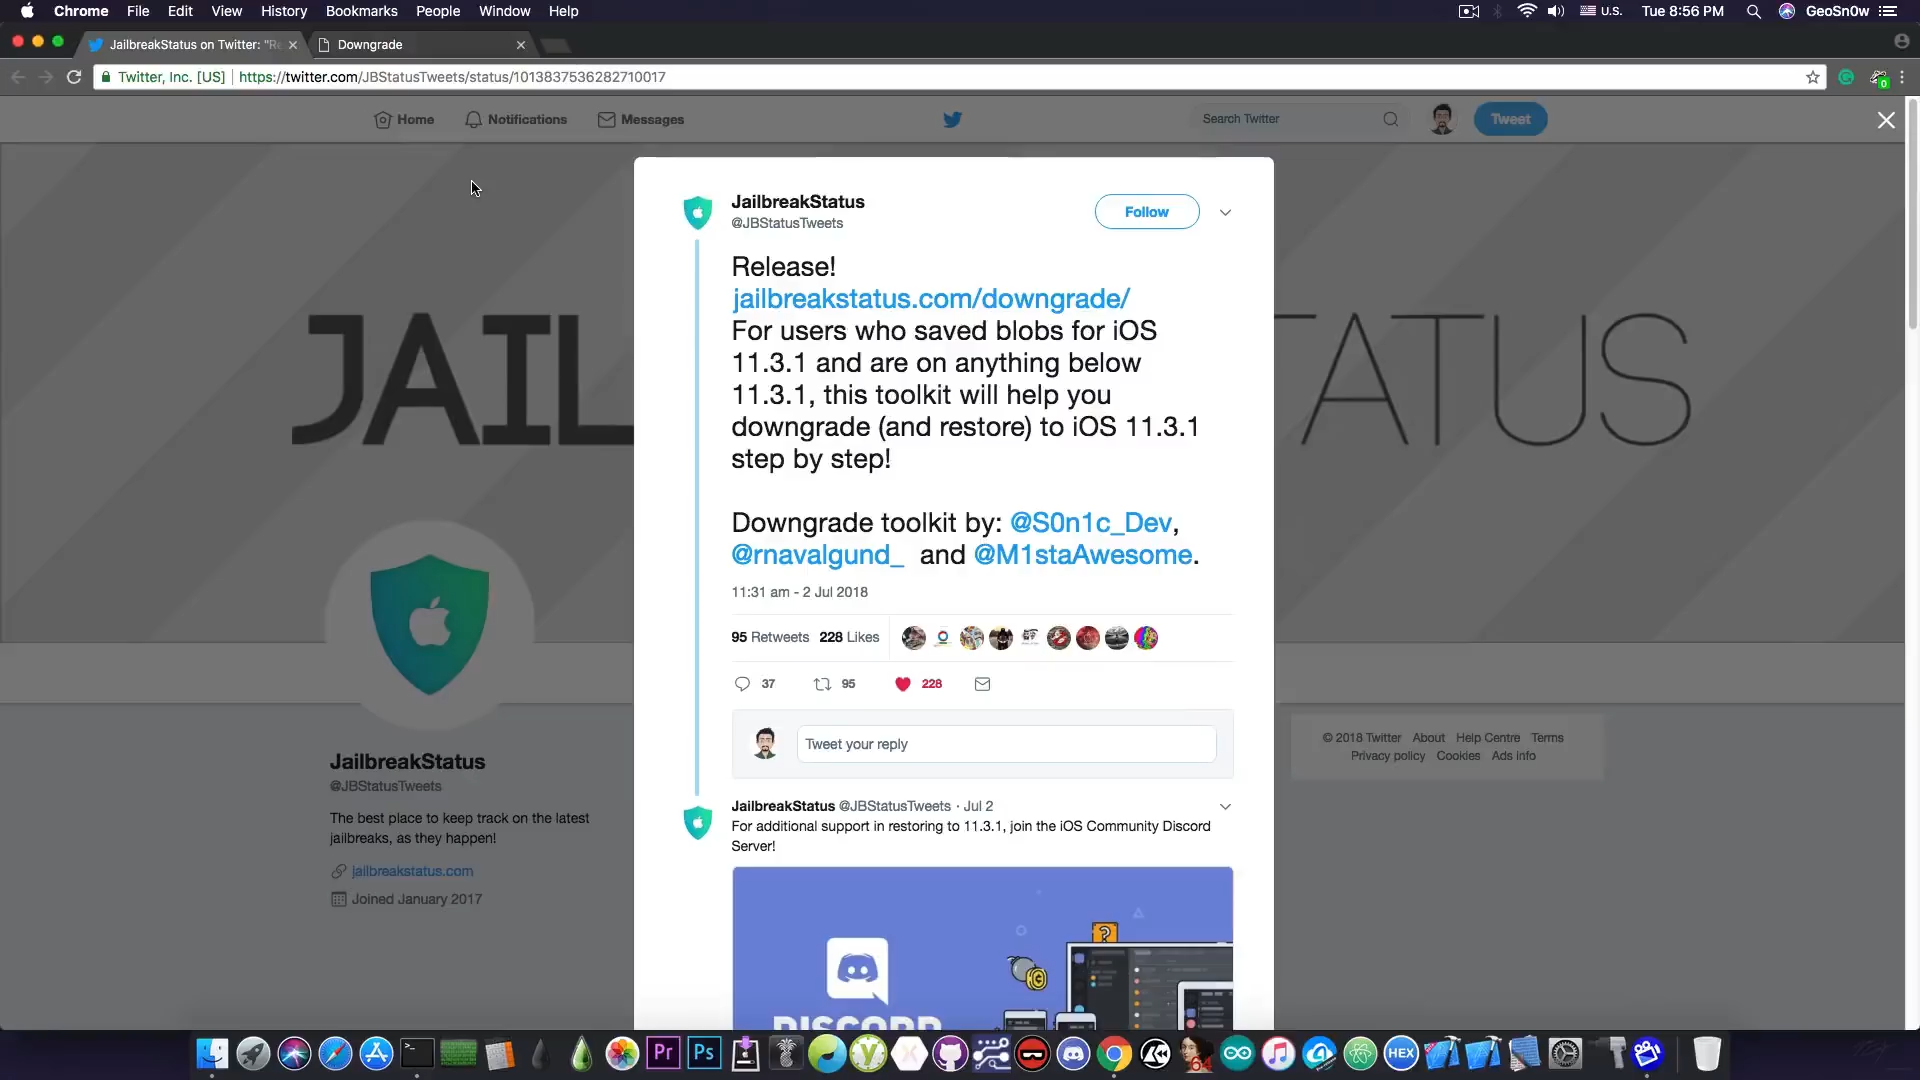 Chrome File Edit View History Bookmarks People Window Help
U.S. Tue 8:56 PM GeoSn0w
JailbreakStatus on Twitter: "Re
Downgrade
Twitter, Inc. [US] https://twitter.com/JBStatusTweets/status/1013837536282710017
0
Home Notifications Messages
Search Twitter
Tweet
JAIL
STATUS
JailbreakStatus
@JBStatusTweets
Follow
Release!
jailbreakstatus.com/downgrade/
For users who saved blobs for iOS
11.3.1 and are on anything below
11.3.1, this toolkit will help you
downgrade (and restore) to iOS 11.3.1
step by step!
Downgrade toolkit by: @S0n1c_Dev,
@rnavalgund_ and @M1staAwesome.
11:31 am - 2 Jul 2018
95 Retweets 228 Likes
37 95 228
Tweet your reply
JailbreakStatus @JBStatusTweets · Jul 2
For additional support in restoring to 11.3.1, join the iOS Community Discord
Server!
DISCORD
JailbreakStatus
@JBStatusTweets
The best place to keep track on the latest
jailbreaks, as they happen!
jailbreakstatus.com
Joined January 2017
© 2018 Twitter About Help Centre Terms
Privacy policy Cookies Ads info
Pr Ps 64 HEX